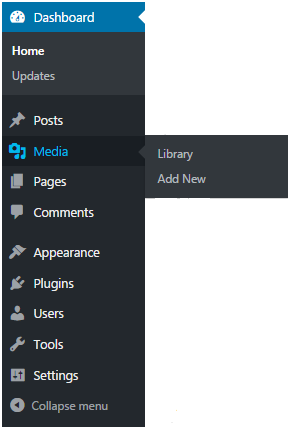 Dashboard
Home
Updates
Posts
Media
Library
Add New
Pages
Comments
Appearance
Plugins
Users
Tools
Settings
Collapse menu